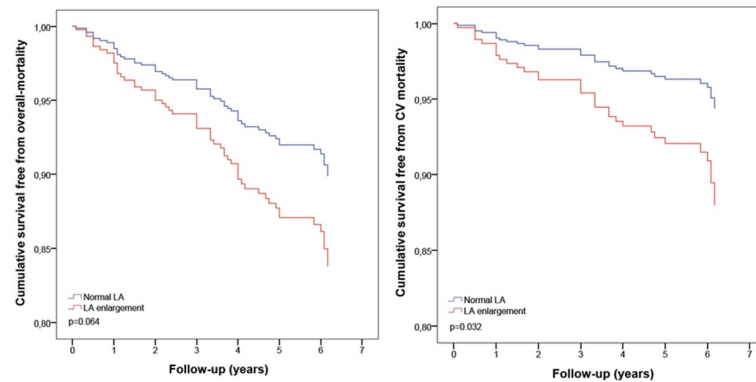 Cumulative survival free from overall-mortality
1,00
0,95
0,90
0,85
0,80
Normal LA
LA enlargement
p=0.064
0 1 2 3 4 5 6 7
Follow-up (years)
Cumulative survival free from CV mortality
1,00
0,95
0,90
0,85
0,80
Normal LA
LA enlargement
p=0.032
0 1 2 3 4 5 6 7
Follow-up (years)